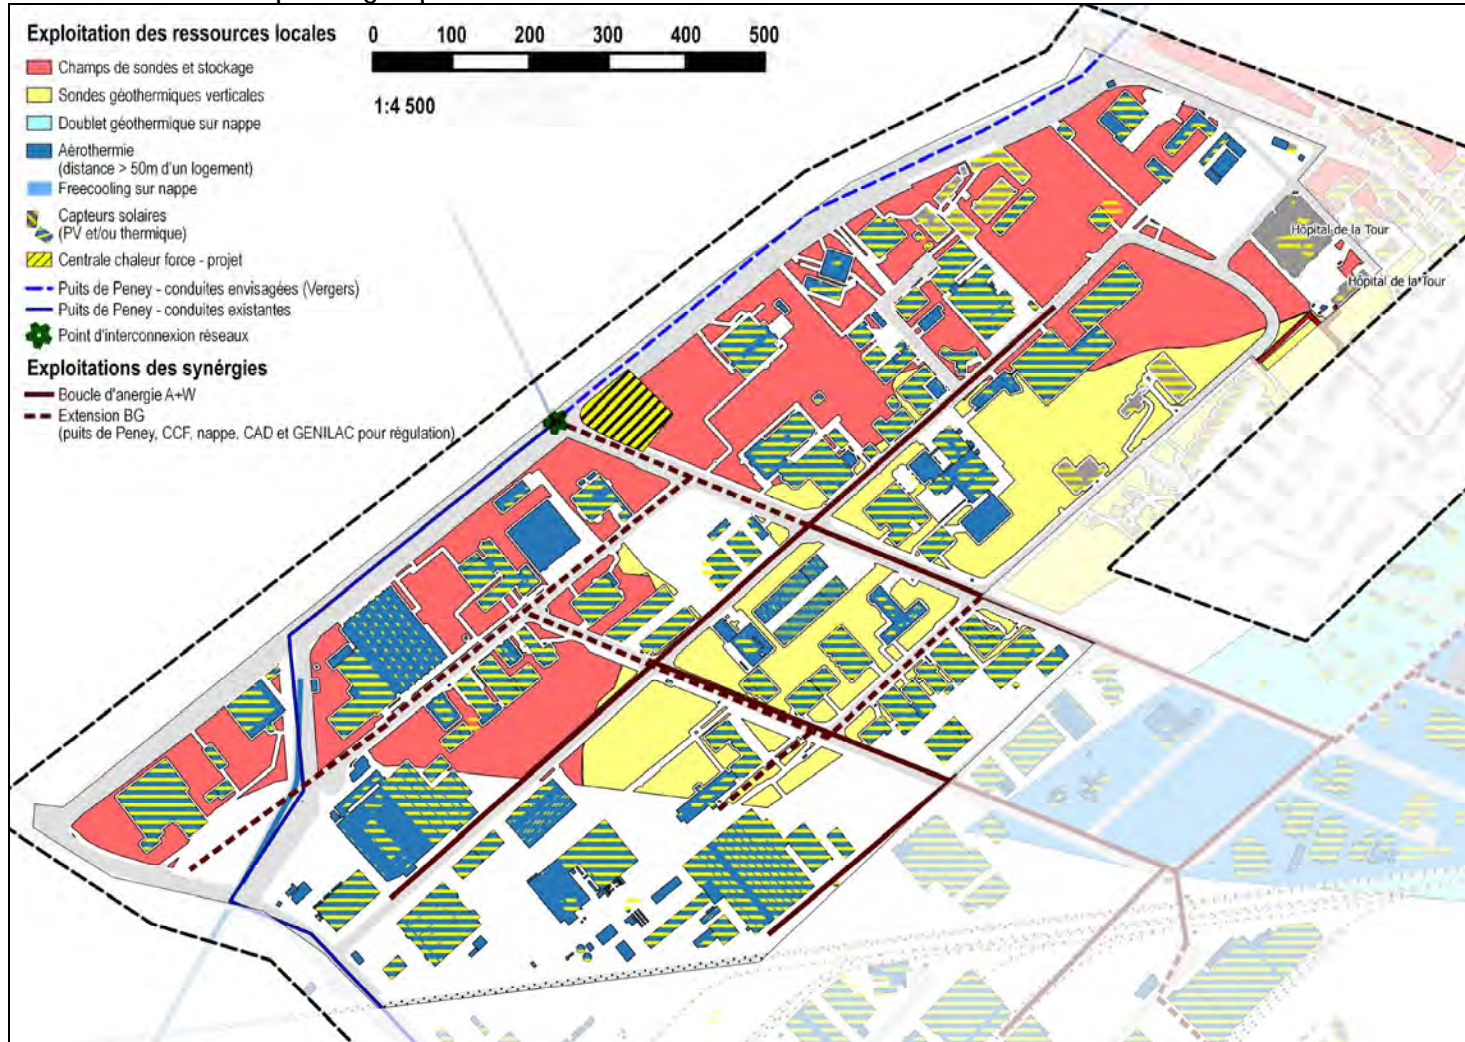 Exploitation des ressources locales
Champs de sondes et stockage
Sondes géothermiques verticales
Doublet géothermique sur nappe
Aérothermie
(distance > 50m d'un logement)
Freecooling sur nappe
Capteurs solaires
(PV et/ou thermique)
Centrale chaleur force - projet
Puits de Peney - conduites envisagées (Vergers)
Puits de Peney - conduites existantes
Point d'interconnexion réseaux
Exploitations des synérgies
Boucle d'anergie A+W
Extension BG
(puits de Peney, CCF, nappe, CAD et GENILAC pour régulation)
0 100 200 300 400 500
1:4 500
Hôpital de la Tour
Hôpital de la Tour